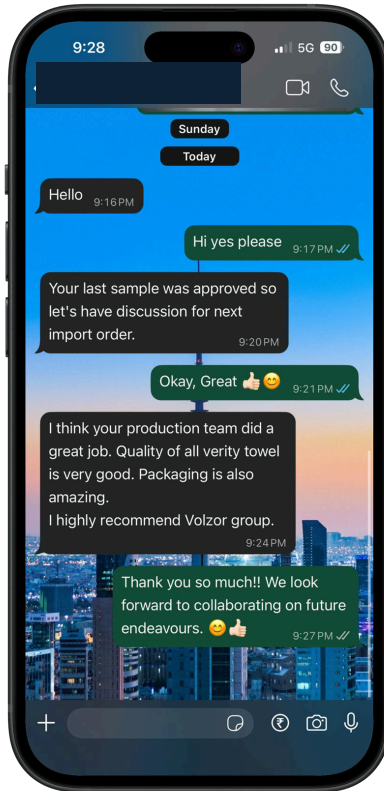 9:28
5G 90
Sunday
Today
Hello 9:16 PM
Hi yes please 9:17 PM
Your last sample was approved so
let's have discussion for next
import order.
9:20 PM
Okay, Great 👍🏻😊 9:21 PM
I think your production team did a
great job. Quality of all verity towel
is very good. Packaging is also
amazing.
I highly recommend Volzor group.
9:24 PM
Thank you so much!! We look
forward to collaborating on future
endeavours. 😊👍🏻 9:27 PM
₹